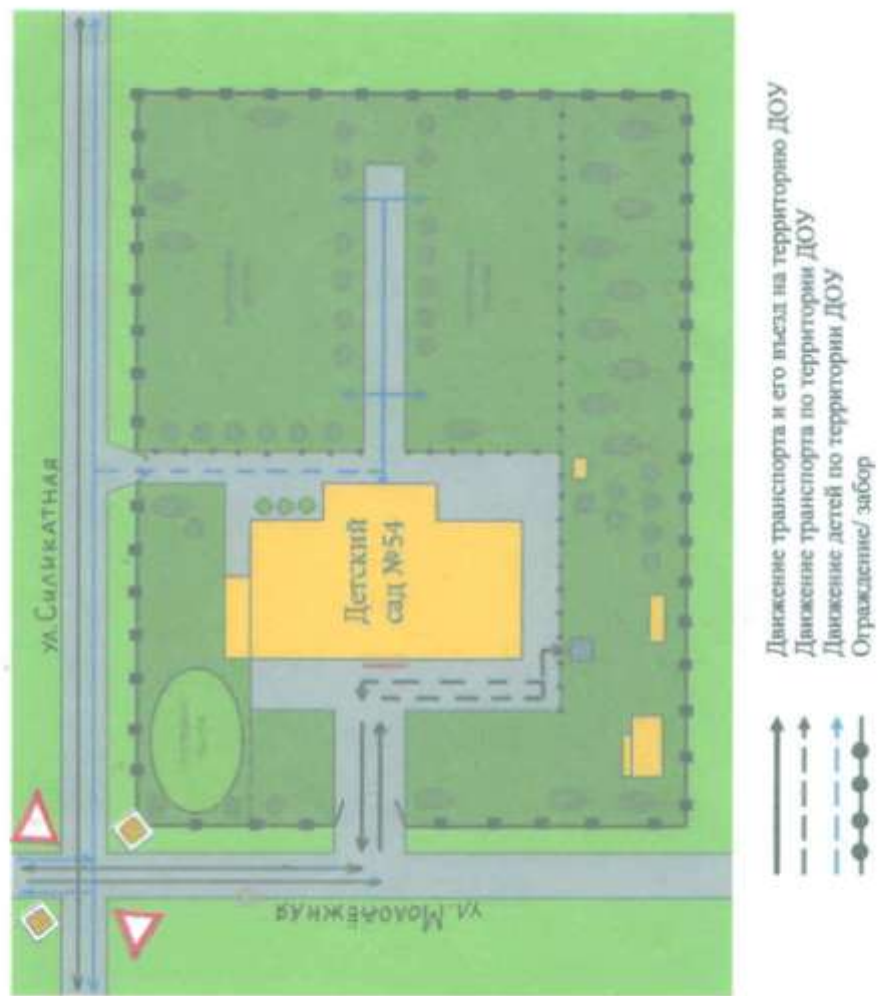 ул. Силикатная
Детский
сад №54
ул. Молодёжная
Движение транспорта и его въезд на территорию ДОУ
Движение транспорта по территории ДОУ
Движение детей по территории ДОУ
Ограждение/ забор